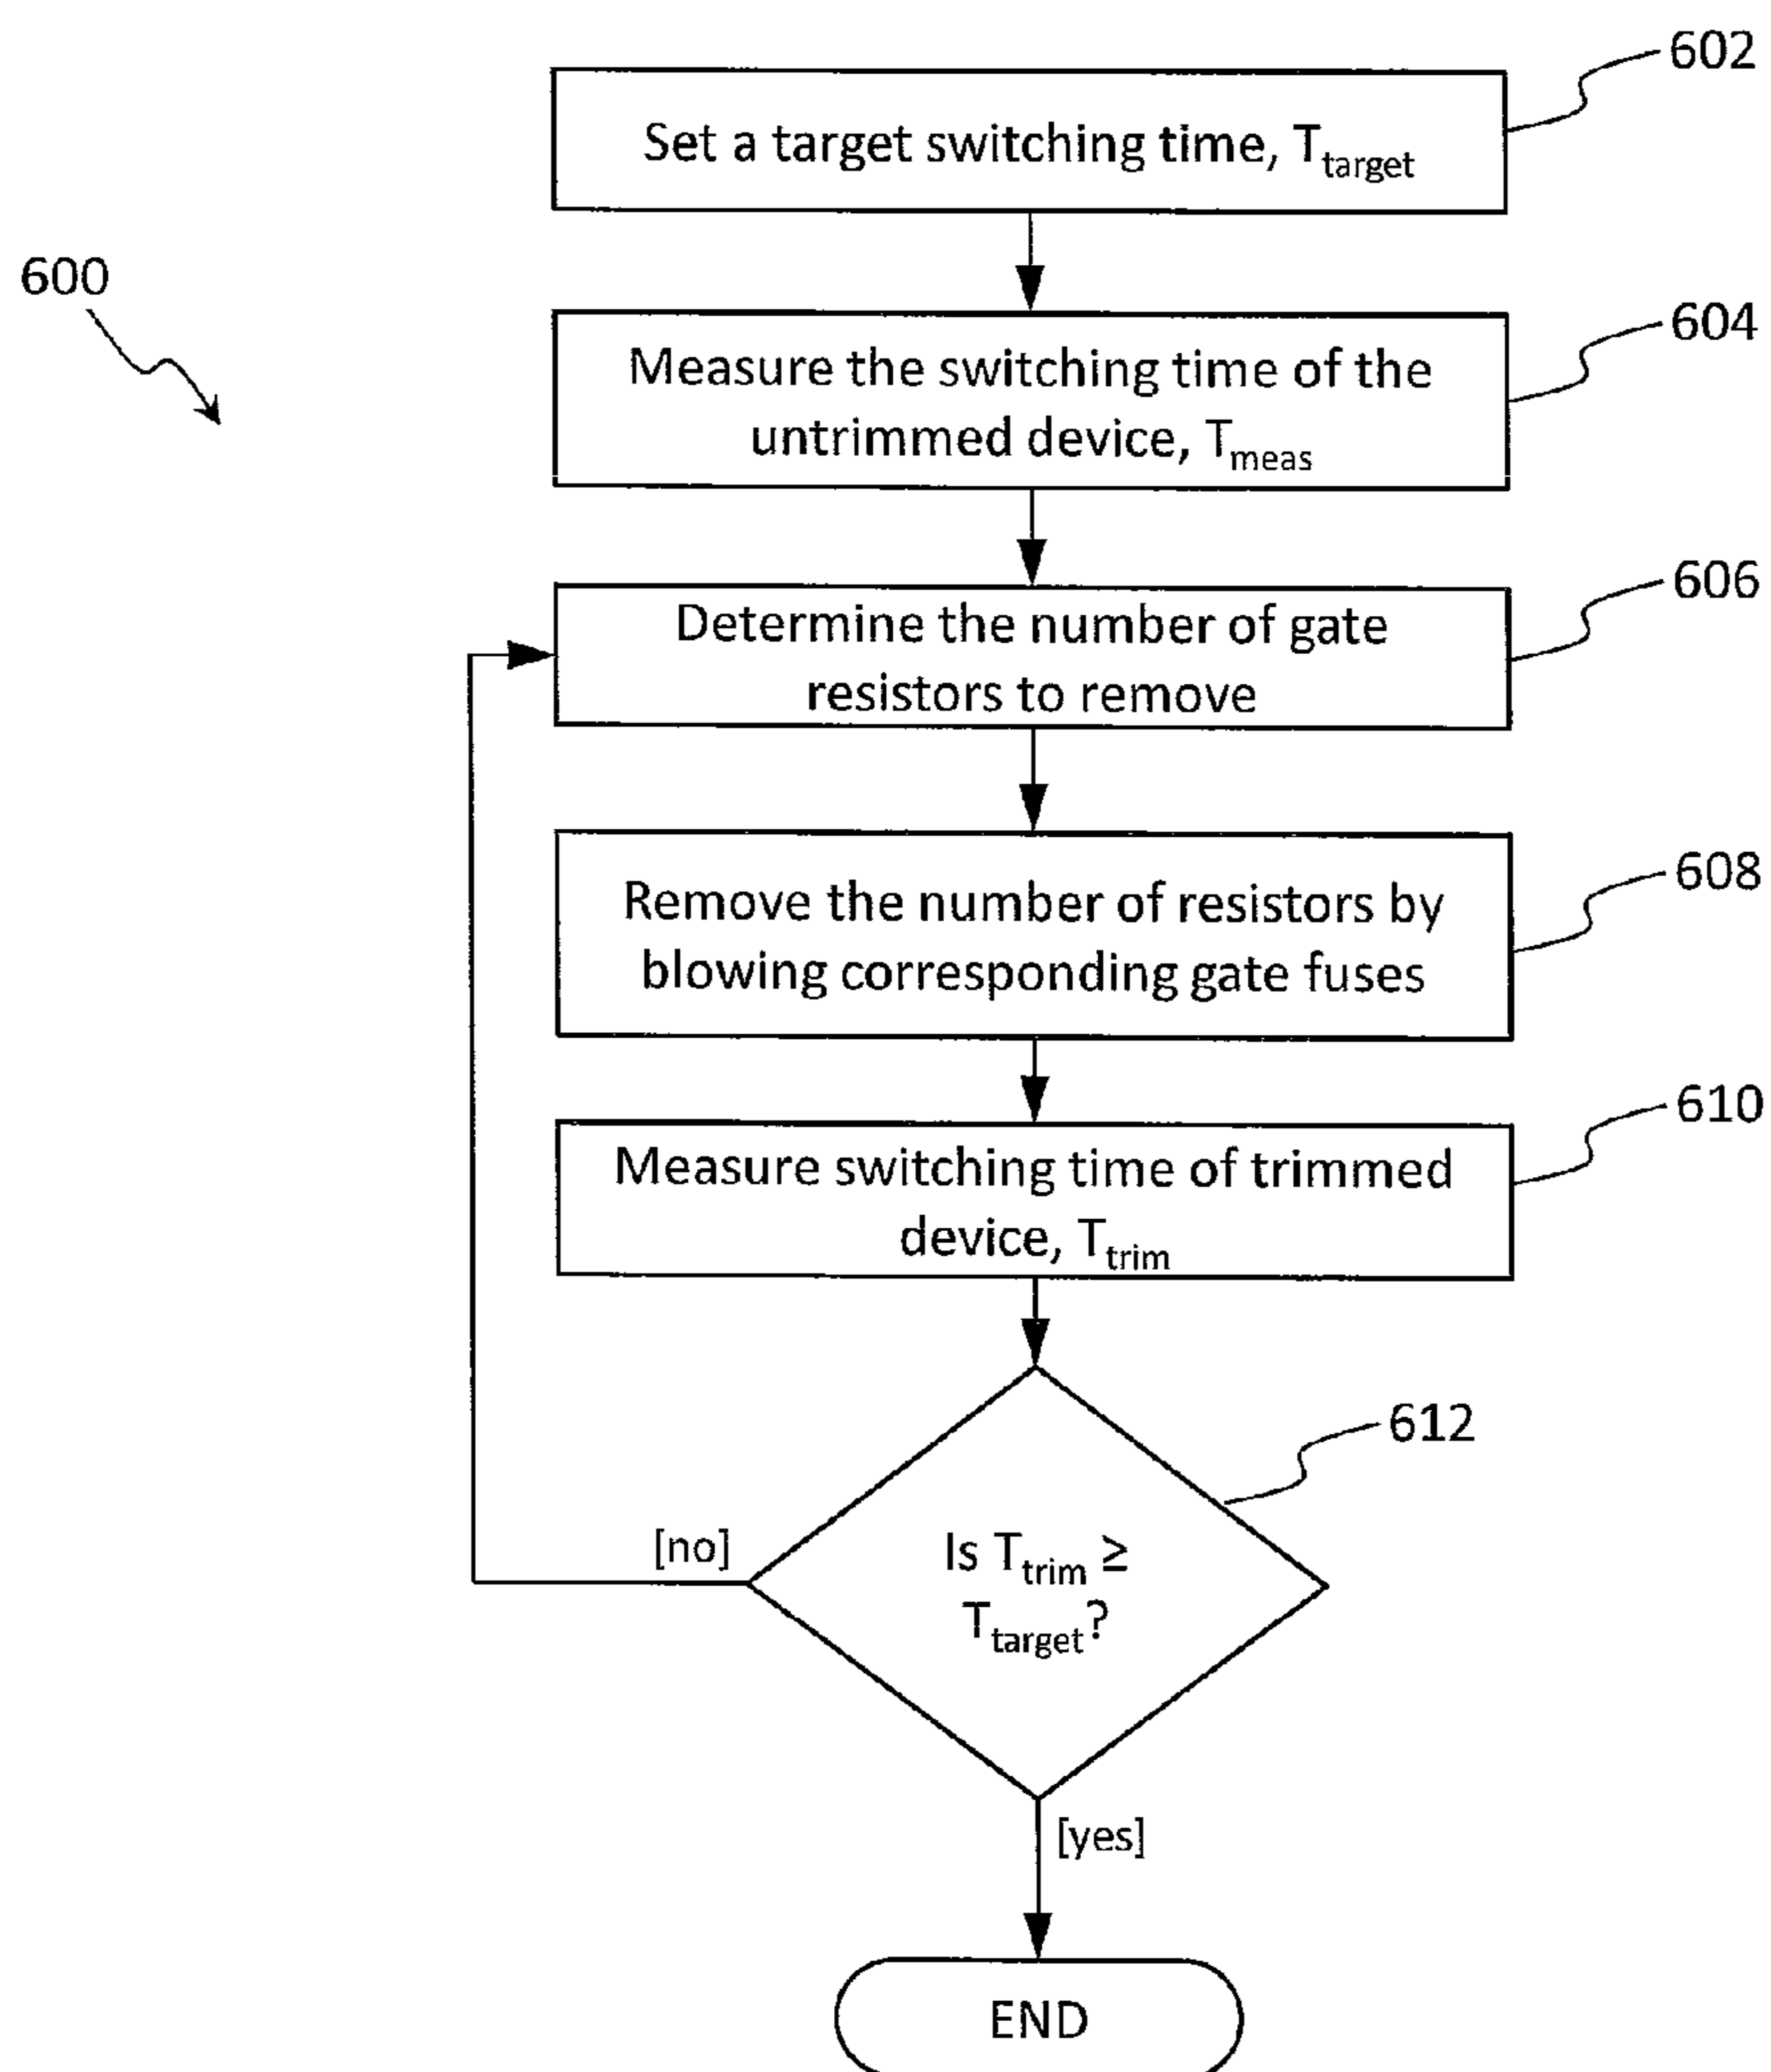 602
Set a target switching time, Ttarget
600
604
Measure the switching time of the
untrimmed device, Tmeas
606
Determine the number of gate
resistors to remove
608
Remove the number of resistors by
blowing corresponding gate fuses
610
Measure switching time of trimmed
device, Ttrim
612
[no]
Is Ttrim ≥
Ttarget?
[yes]
END